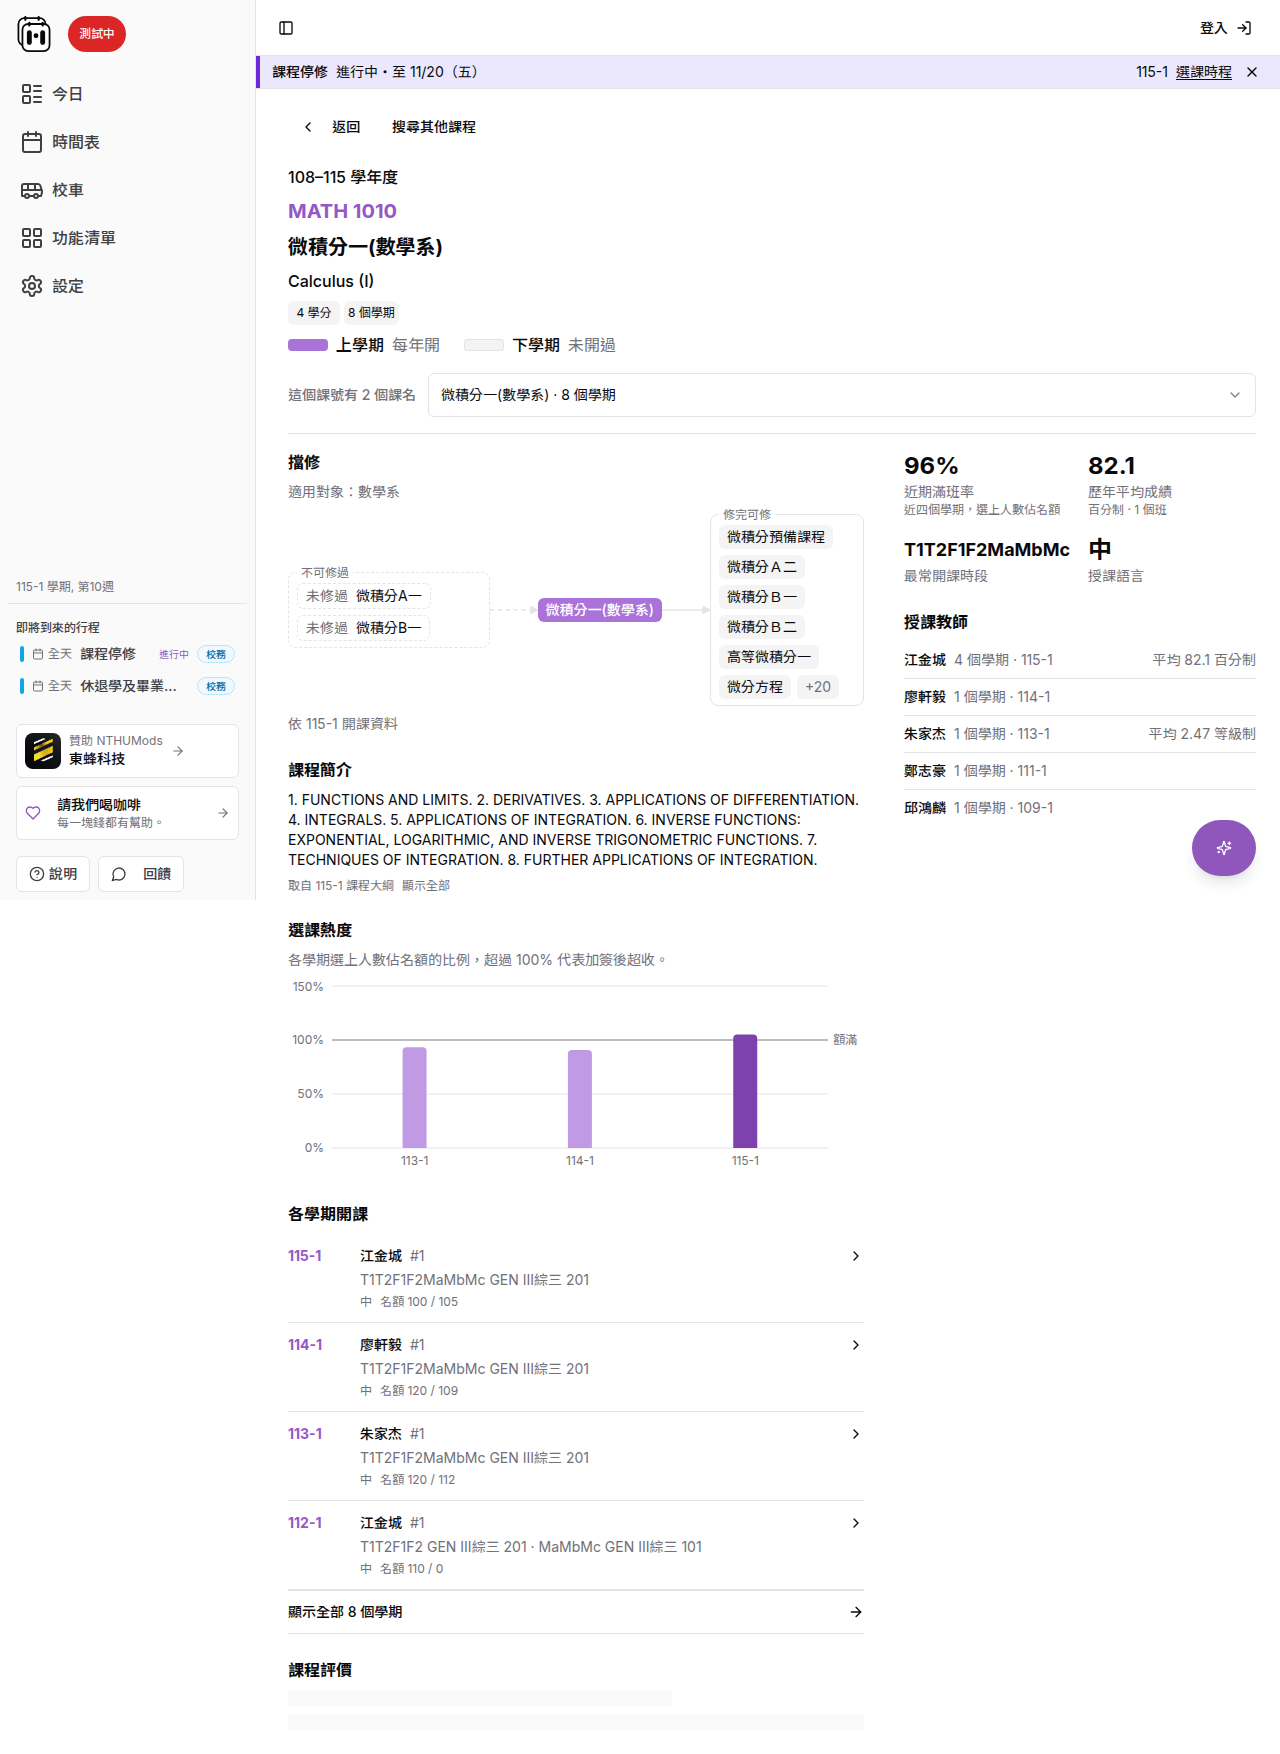 測試中
今日
時間表
校車
功能清單
設定
115-1 學期, 第10週
即將到來的行程
全天 課程停修 進行中 校務
全天 休退學及畢業... 校務
贊助 NTHUMods
東蜂科技
請我們喝咖啡
每一塊錢都有幫助。
說明 回饋
登入
課程停修 進行中・至 11/20（五）
115-1 選課時程
返回 搜尋其他課程
108–115 學年度
MATH 1010
微積分一(數學系)
Calculus (I)
4 學分 8 個學期
上學期 每年開 下學期 未開過
這個課號有 2 個課名 微積分一(數學系) · 8 個學期
擋修
適用對象：數學系
不可修過
未修過 微積分A一
未修過 微積分B一
微積分一(數學系)
修完可修
微積分預備課程
微積分Ａ二
微積分Ｂ一
微積分Ｂ二
高等微積分一
微分方程 +20
依 115-1 開課資料
課程簡介
1. FUNCTIONS AND LIMITS. 2. DERIVATIVES. 3. APPLICATIONS OF DIFFERENTIATION.
4. INTEGRALS. 5. APPLICATIONS OF INTEGRATION. 6. INVERSE FUNCTIONS:
EXPONENTIAL, LOGARITHMIC, AND INVERSE TRIGONOMETRIC FUNCTIONS. 7.
TECHNIQUES OF INTEGRATION. 8. FURTHER APPLICATIONS OF INTEGRATION.
取自 115-1 課程大綱 顯示全部
選課熱度
各學期選上人數佔名額的比例，超過 100% 代表加簽後超收。
150%
100% 額滿
50%
0%
113-1 114-1 115-1
各學期開課
115-1 江金城 #1
T1T2F1F2MaMbMc GEN III綜三 201
中 名額 100 / 105
114-1 廖軒毅 #1
T1T2F1F2MaMbMc GEN III綜三 201
中 名額 120 / 109
113-1 朱家杰 #1
T1T2F1F2MaMbMc GEN III綜三 201
中 名額 120 / 112
112-1 江金城 #1
T1T2F1F2 GEN III綜三 201 · MaMbMc GEN III綜三 101
中 名額 110 / 0
顯示全部 8 個學期
課程評價
96%
近期滿班率
近四個學期，選上人數佔名額
82.1
歷年平均成績
百分制 · 1 個班
T1T2F1F2MaMbMc
最常開課時段
中
授課語言
授課教師
江金城 4 個學期 · 115-1 平均 82.1 百分制
廖軒毅 1 個學期 · 114-1
朱家杰 1 個學期 · 113-1 平均 2.47 等級制
鄭志豪 1 個學期 · 111-1
邱鴻麟 1 個學期 · 109-1